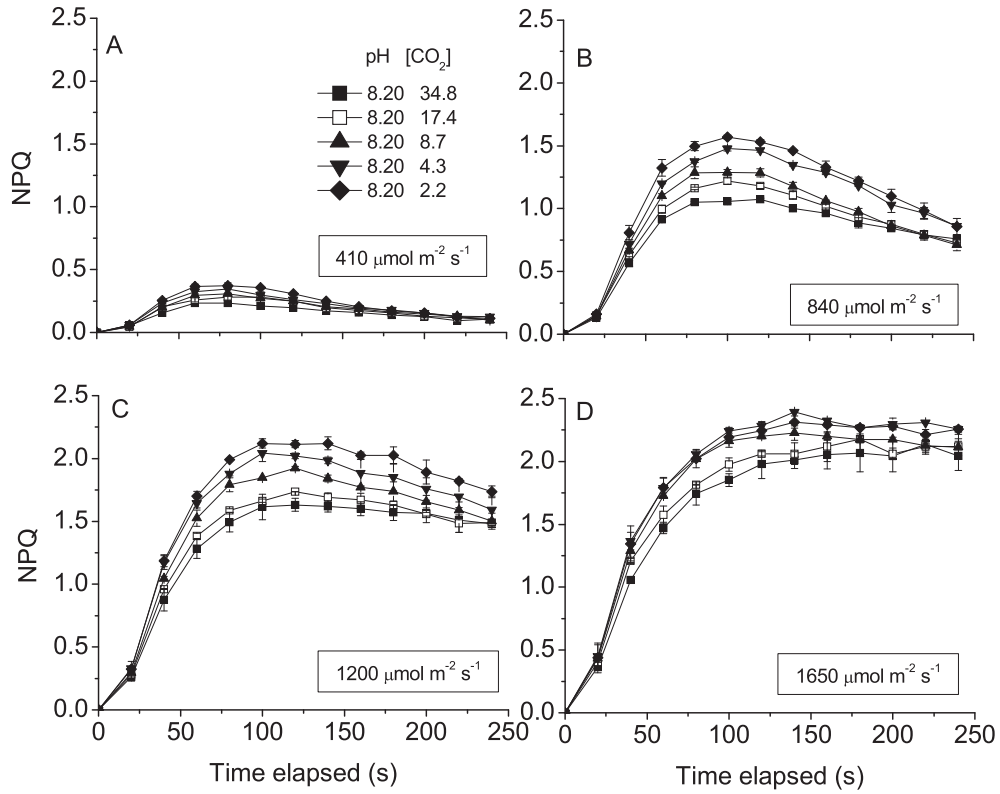 A
2.5
2.0
1.5
1.0
0.5
0.0
NPQ
pH [CO₂]
8.20 34.8
8.20 17.4
8.20 8.7
8.20 4.3
8.20 2.2
410 μmol m⁻² s⁻¹
B
2.5
2.0
1.5
1.0
0.5
0.0
840 μmol m⁻² s⁻¹
C
2.5
2.0
1.5
1.0
0.5
0.0
NPQ
1200 μmol m⁻² s⁻¹
0 50 100 150 200 250
Time elapsed (s)
D
2.5
2.0
1.5
1.0
0.5
0.0
1650 μmol m⁻² s⁻¹
0 50 100 150 200 250
Time elapsed (s)